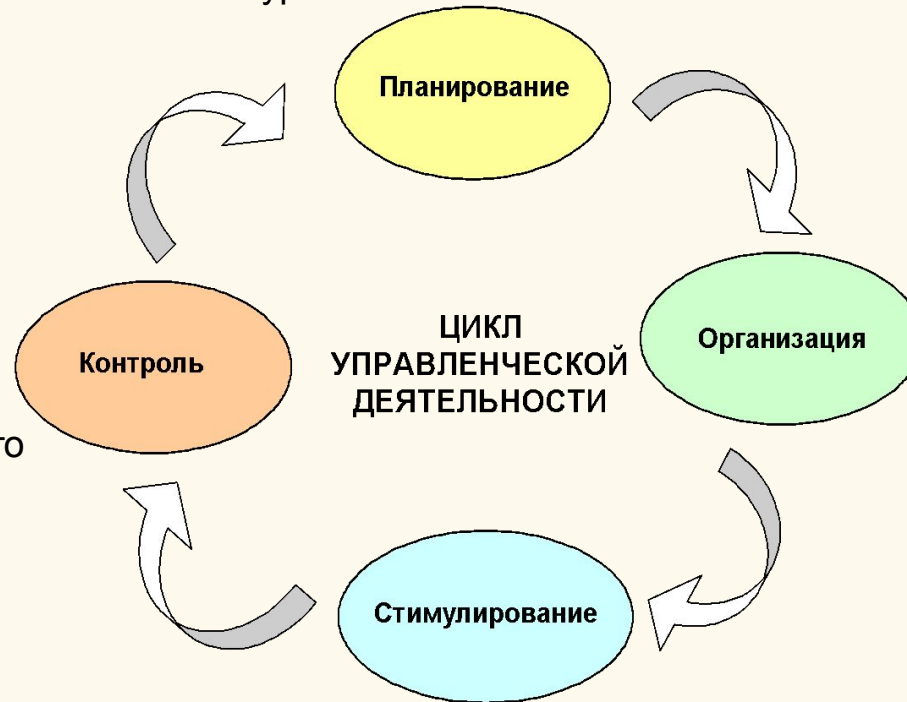 Планирование
Организация
ЦИКЛ
УПРАВЛЕНЧЕСКОЙ
ДЕЯТЕЛЬНОСТИ
Контроль
Стимулирование